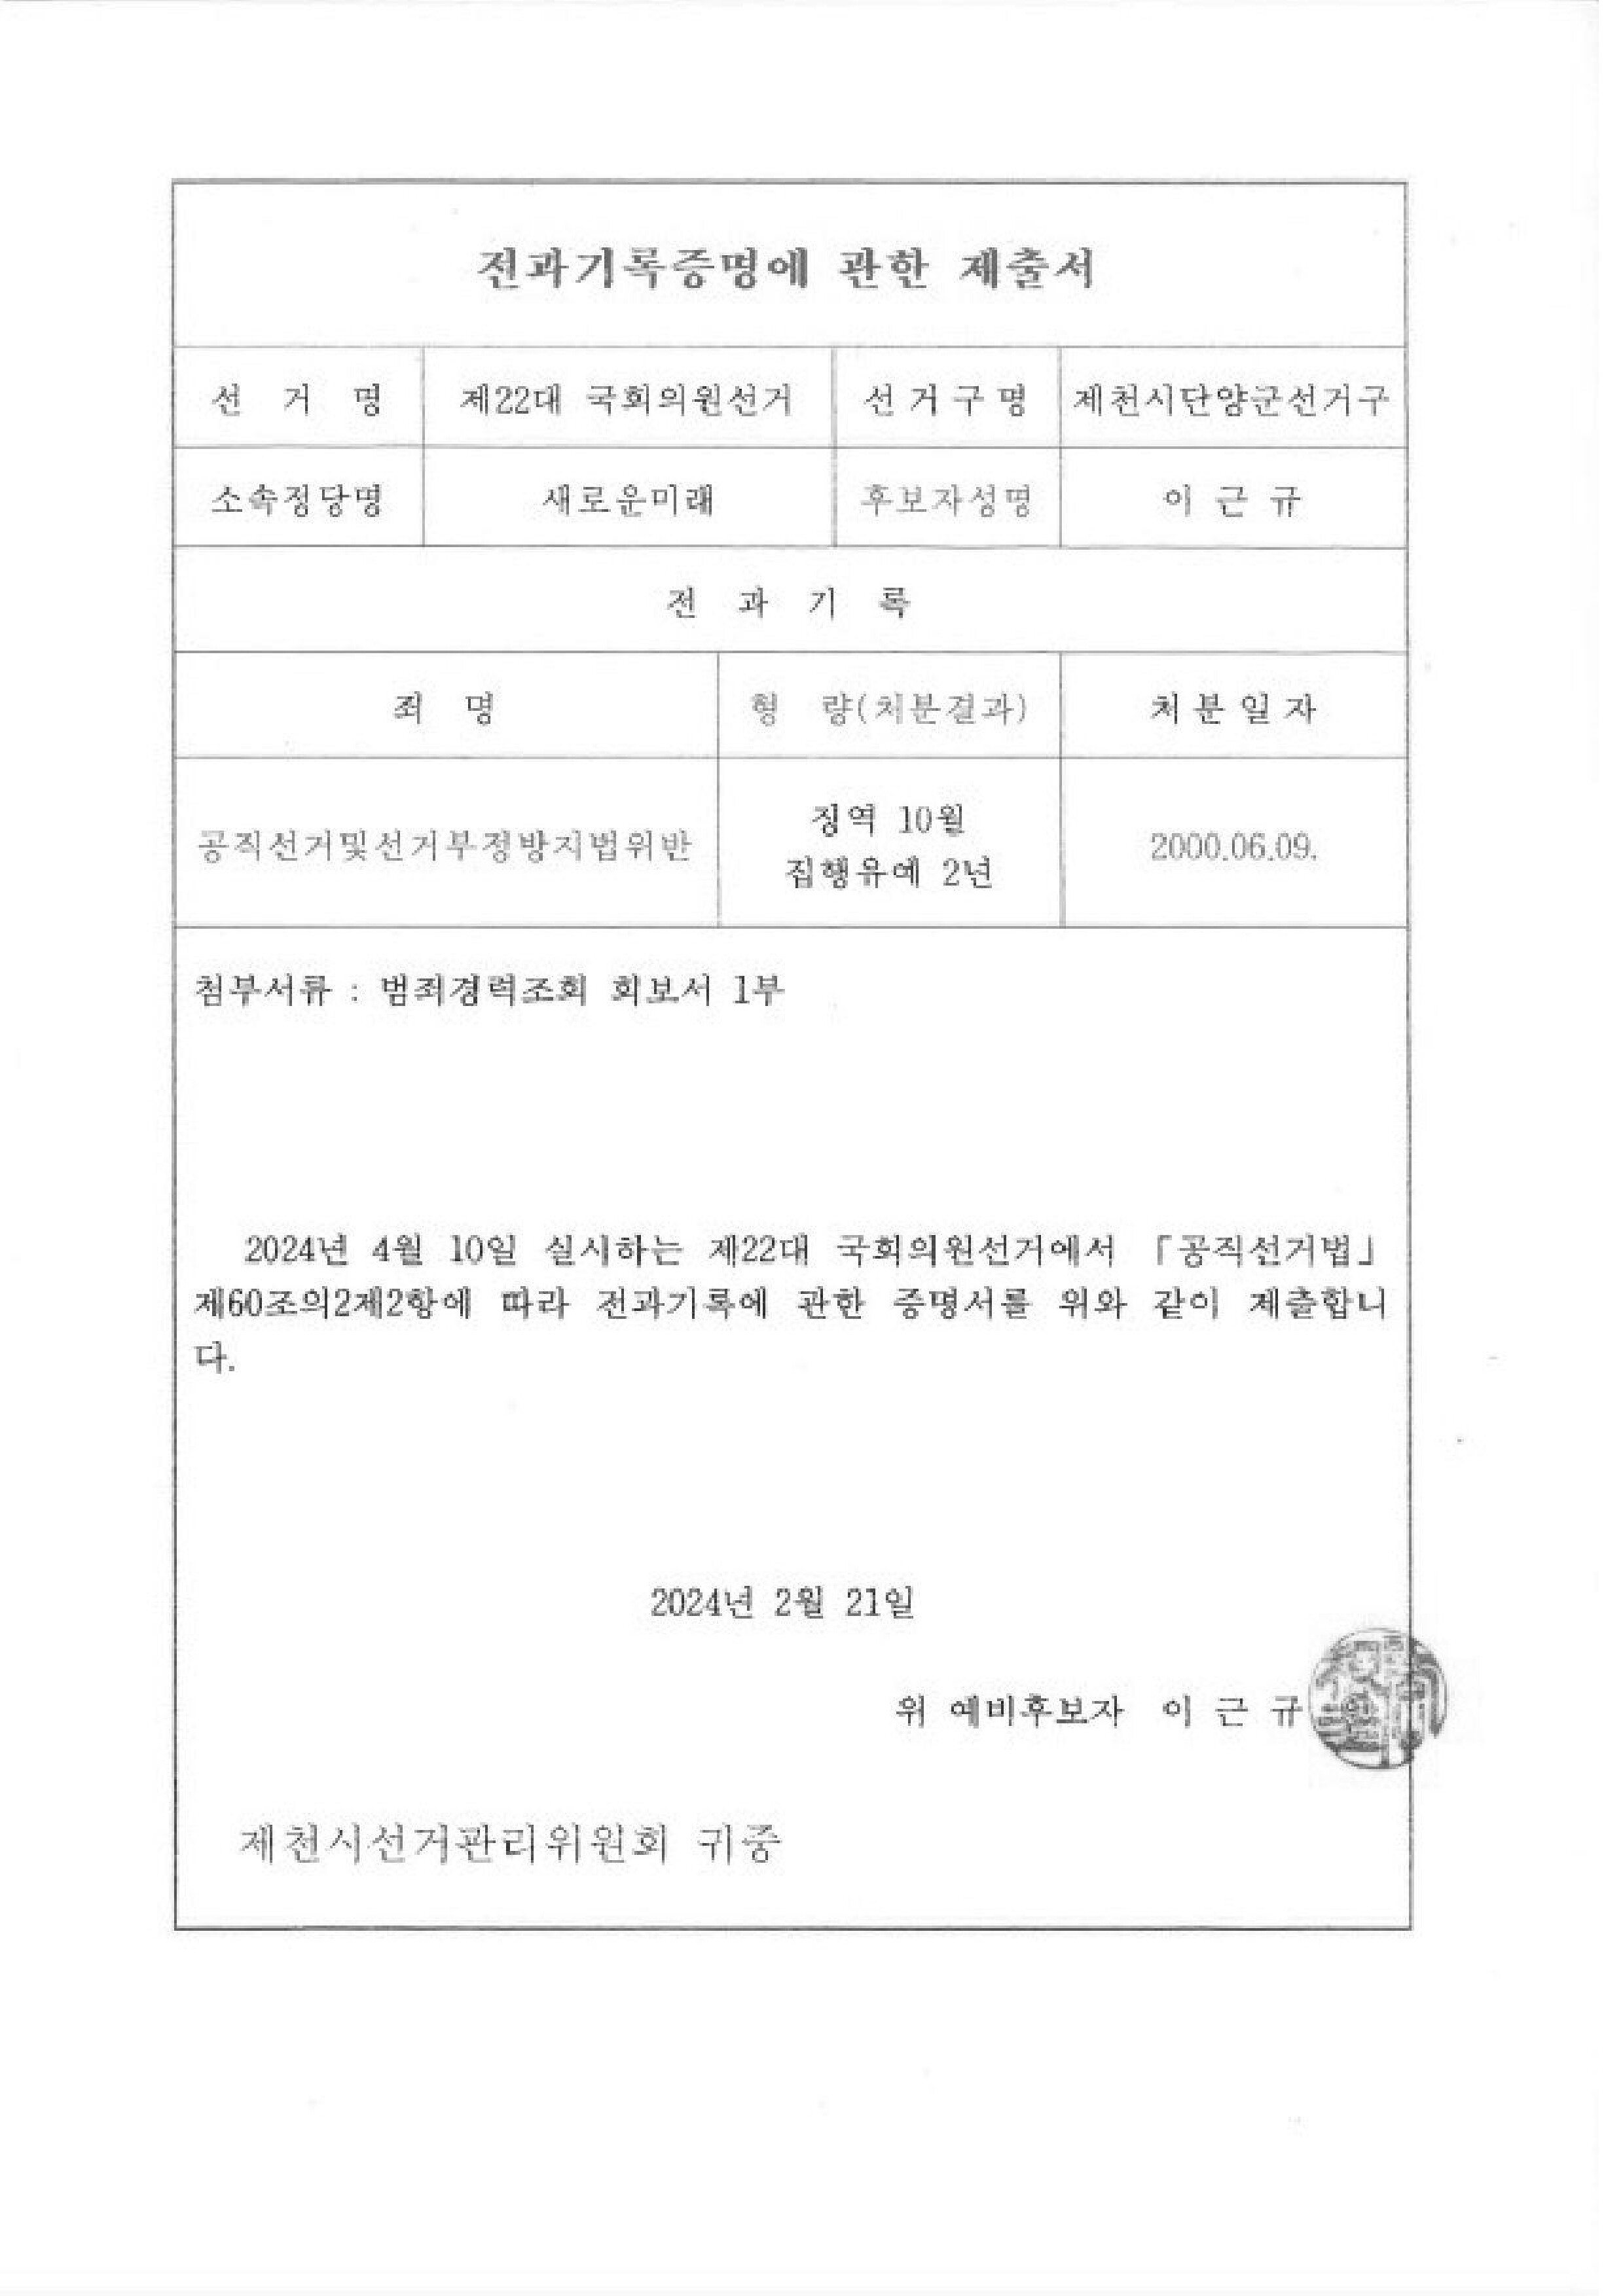 전과기록증명에 관한 제출서
선 거 명 제22대 국회의원선거 선 거 구 명 제천시단양군선거구
소속정당명 새로운미래 후보자성명 이 근 규
전 과 기 록
죄 명 형 량(처분결과) 처 분 일 자
공직선거및선거부정방지법위반 징역 10월 집행유예 2년 2000.06.09.
첨부서류 : 범죄경력조회 회보서 1부
2024년 4월 10일 실시하는 제22대 국회의원선거에서 「공직선거법」
제60조의2제2항에 따라 전과기록에 관한 증명서를 위와 같이 제출합니
다.
2024년 2월 21일
위 예비후보자 이 근 규
제천시선거관리위원회 귀중